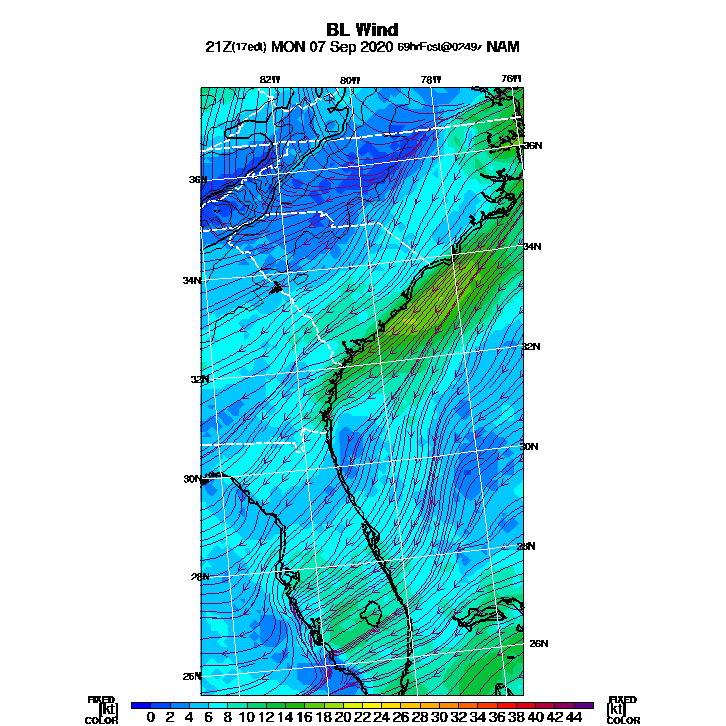 BL Wind
21Z(17edt) MON 07 Sep 2020 69hrFcst@0249z NAM
82W 80W 78W 76W
36N
36N
34N
34N
32N
32N
30N
30N
28N
28N
26N
26N
FIXED FIXED
[kt] 0 2 4 6 8 10 12 14 16 18 20 22 24 26 28 30 32 34 36 38 40 42 44 [kt]
COLOR COLOR